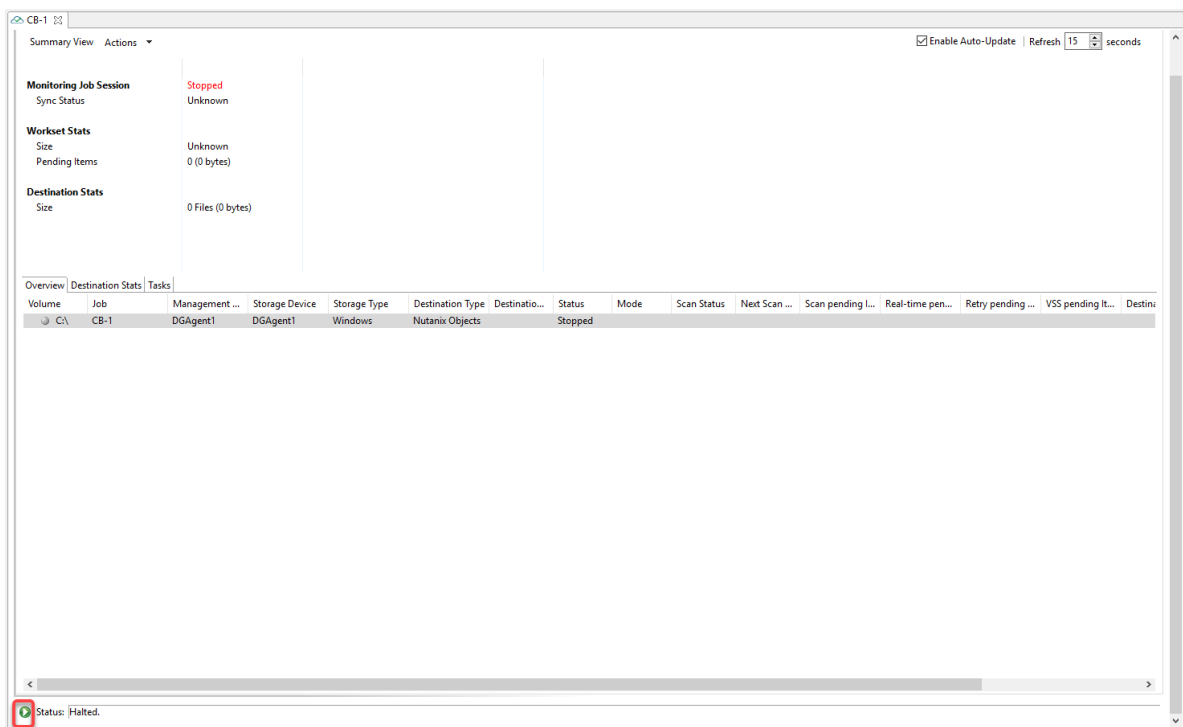 CB-1
Summary View Actions Enable Auto-Update | Refresh 15 seconds
Monitoring Job Session Stopped
Sync Status Unknown
Workset Stats
Size Unknown
Pending Items 0 (0 bytes)
Destination Stats
Size 0 Files (0 bytes)
Overview Destination Stats Tasks
Volume Job Management ... Storage Device Storage Type Destination Type Destinatio... Status Mode Scan Status Next Scan ... Scan pending I... Real-time pen... Retry pending ... VSS pending It... Destina
C:\ CB-1 DGAgent1 DGAgent1 Windows Nutanix Objects Stopped
Status: Halted.